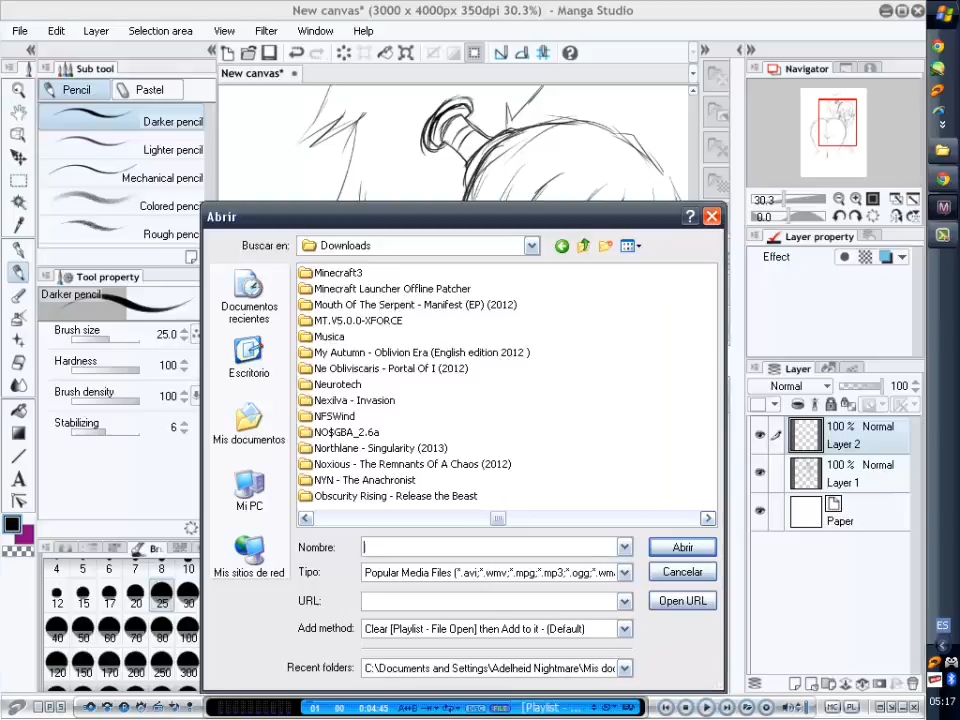 New canvas* (3000 x 4000px 350dpi 30.3%) - Manga Studio
File Edit Layer Selection area View Filter Window Help
Sub tool
New canvas*
Navigator
Pencil Pastel
Darker pencil
Lighter pencil
Mechanical pencil
Colored penc
Rough penc
30.3
0.0
Layer property
Effect
Tool property
Darker pencil
Brush size 25.0
Hardness 100
Brush density 100
Stabilizing 6
Abrir
Buscar en: Downloads
Documentos recientes
Escritorio
Mis documentos
Mi PC
Mis sitios de red
Minecraft3
Minecraft Launcher Offline Patcher
Mouth Of The Serpent - Manifest (EP) (2012)
MT.V5.0.0-XFORCE
Musica
My Autumn - Oblivion Era (English edition 2012 )
Ne Obliviscaris - Portal Of I (2012)
Neurotech
Nexilva - Invasion
NFSWind
NO$GBA_2.6a
Northlane - Singularity (2013)
Noxious - The Remnants Of A Chaos (2012)
NYN - The Anachronist
Obscurity Rising - Release the Beast
Nombre: Abrir
Tipo: Popular Media Files (*.avi;*.wmv;*.mpg;*.mp3;*.ogg;*.wm Cancelar
URL: Open URL
Add method: Clear [Playlist - File Open] then Add to it - (Default)
Recent folders: C:\Documents and Settings\Adelheid Nightmare\Mis doc
Layer
Normal 100
100 % Normal
Layer 2
100 % Normal
Layer 1
Paper
Br
4 5 7 8 10
12 15 17 20 25 30
40 50 60 70 80 100
120 150 170 200 250 300
01 00 0:04:45 A↔B [Playlist - ...
MC PL
ES
05:17